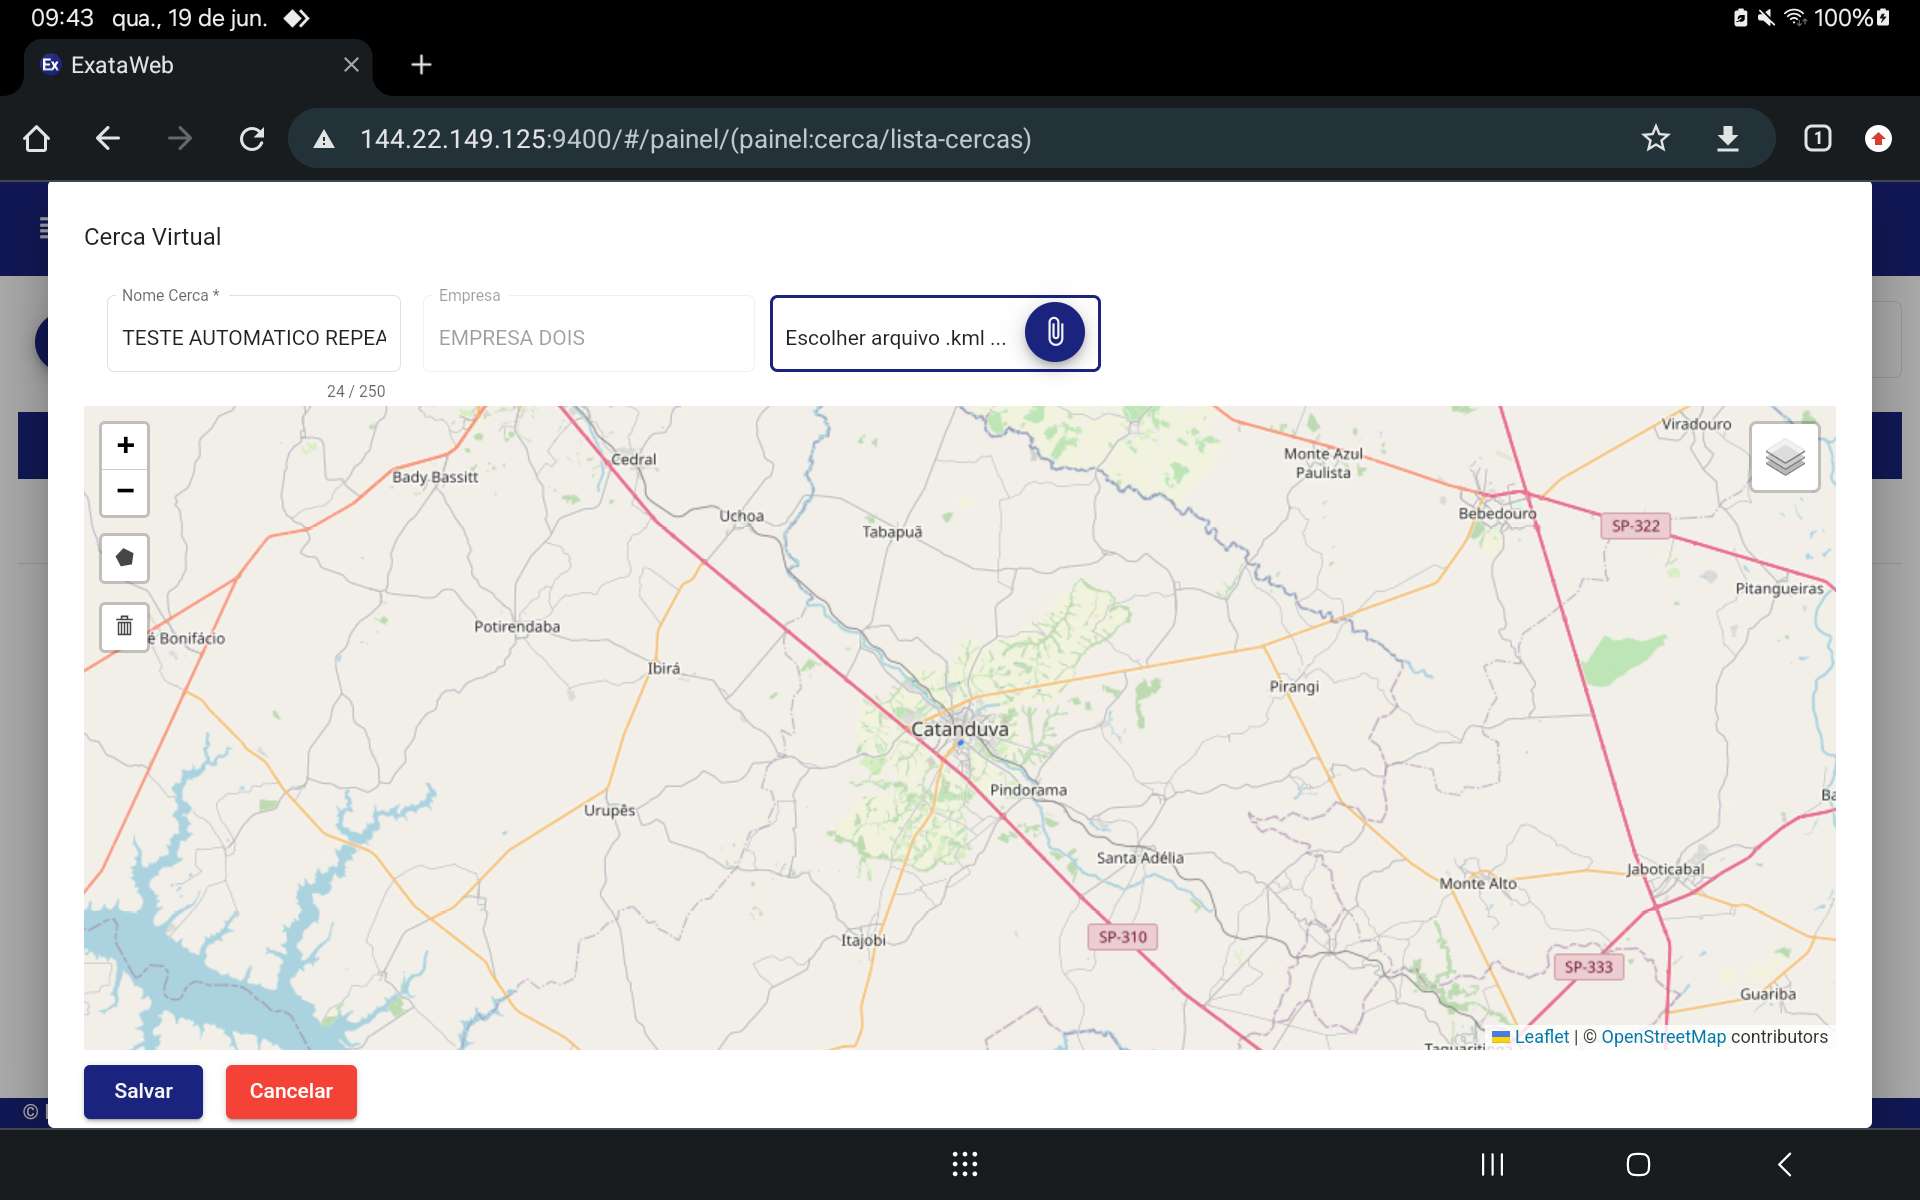 09:43 qua., 19 de jun. 100%
Ex ExataWeb
144.22.149.125:9400/#/painel/(painel:cerca/lista-cercas)
1
Cerca Virtual
Nome Cerca *
Empresa
TESTE AUTOMATICO REPEA
EMPRESA DOIS
Escolher arquivo .kml ...
24 / 250
+
−
Viradouro
Monte Azul
Paulista
Cedral
Bady Bassitt
Bebedouro
Uchoa
SP-322
Tabapuã
Pitangueiras
Potirendaba
é Bonifácio
Ibirá
Pirangi
Catanduva
Pindorama
Ba
Urupês
Santa Adélia
Jaboticabal
Monte Alto
SP-310
Itajobi
SP-333
Guariba
Leaflet | © OpenStreetMap contributors
Salvar
Cancelar
©